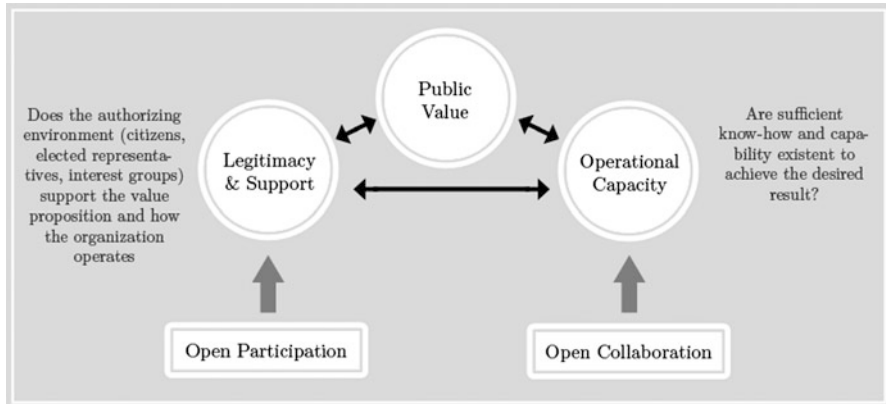 Public
Value
Does the authorizing
environment (citizens,
elected representa-
tives, interest groups)
support the value
proposition and how
the organization
operates
Legitimacy
& Support
Operational
Capacity
Are sufficient
know-how and capa-
bility existent to
achieve the desired
result?
Open Participation
Open Collaboration